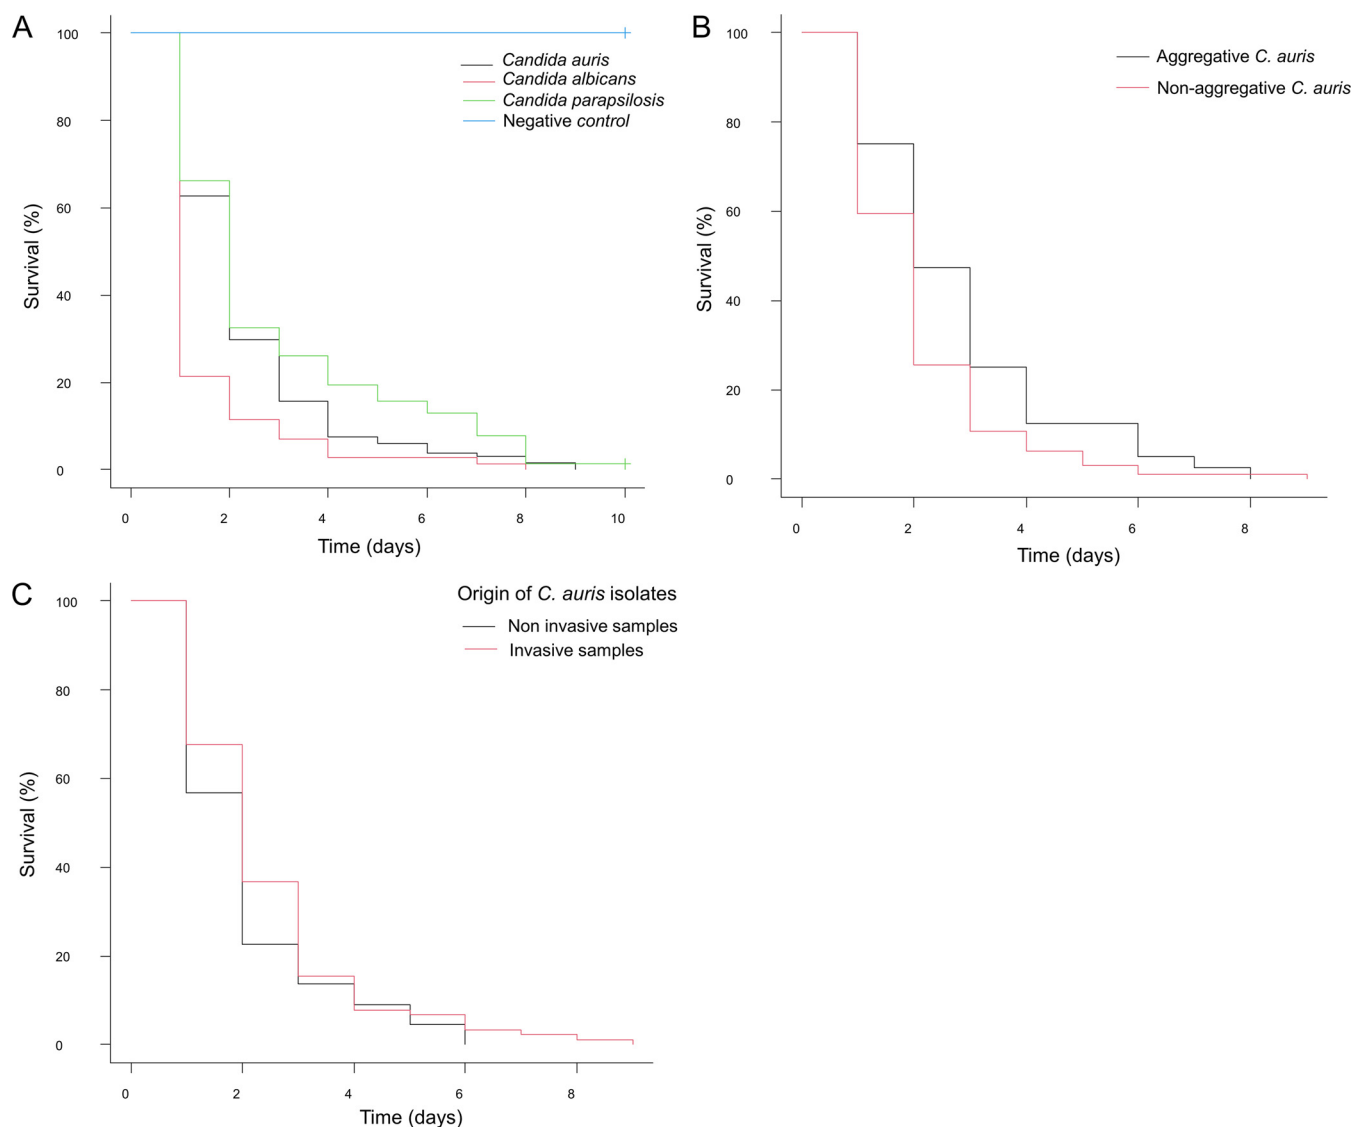 A
100
80
60
40
20
0
Survival (%)
Candida auris
Candida albicans
Candida parapsilosis
Negative control
0 2 4 6 8 10
Time (days)
B
100
80
60
40
20
0
Survival (%)
Aggregative C. auris
Non-aggregative C. auris
0 2 4 6 8
Time (days)
C
100
80
60
40
20
0
Survival (%)
Origin of C. auris isolates
Non invasive samples
Invasive samples
0 2 4 6 8
Time (days)